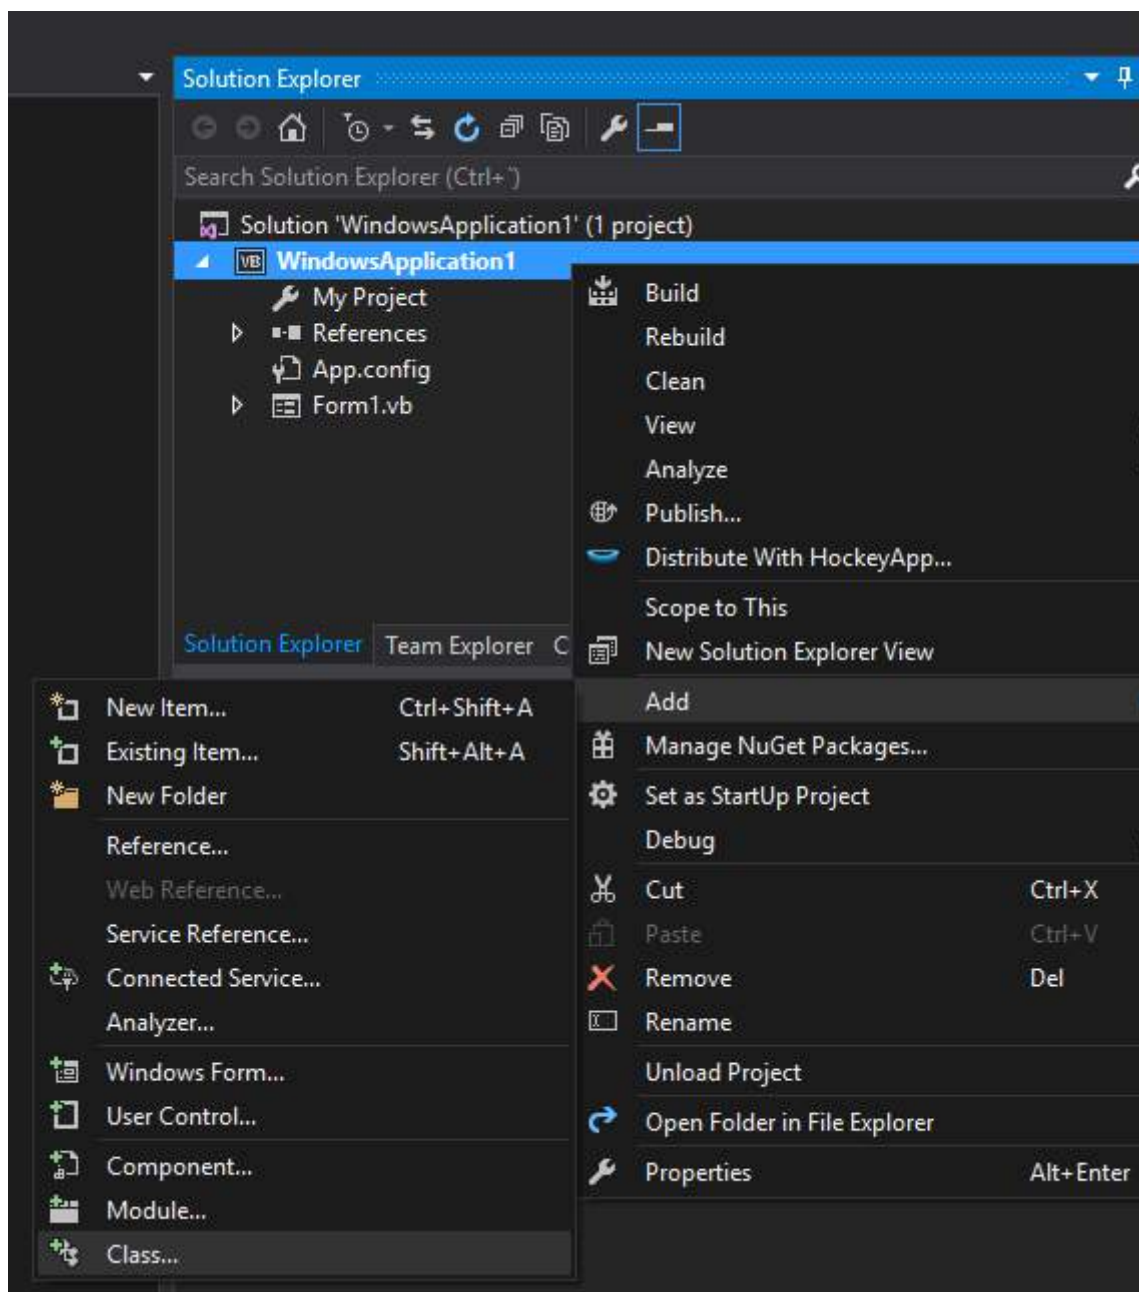 Solution Explorer
Search Solution Explorer (Ctrl+¨)
Solution 'WindowsApplication1' (1 project)
VB WindowsApplication1
My Project
References
App.config
Form1.vb
Solution Explorer Team Explorer C
Build
Rebuild
Clean
View
Analyze
Publish...
Distribute With HockeyApp...
Scope to This
New Solution Explorer View
Add
Manage NuGet Packages...
Set as StartUp Project
Debug
Cut Ctrl+X
Paste Ctrl+V
Remove Del
Rename
Unload Project
Open Folder in File Explorer
Properties Alt+Enter
New Item... Ctrl+Shift+A
Existing Item... Shift+Alt+A
New Folder
Reference...
Web Reference...
Service Reference...
Connected Service...
Analyzer...
Windows Form...
User Control...
Component...
Module...
Class...